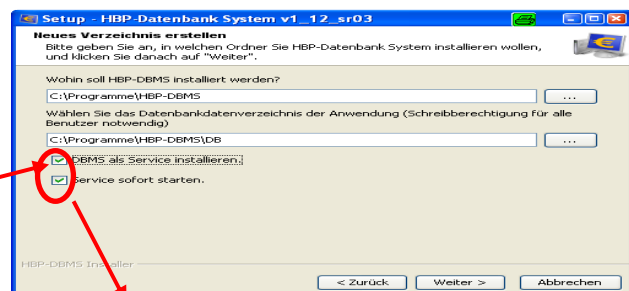 Setup - HBP-Datenbank System v1_12_sr03
Neues Verzeichnis erstellen
Bitte geben Sie an, in welchen Ordner Sie HBP-Datenbank System installieren wollen,
und klicken Sie danach auf "Weiter".
Wohin soll HBP-DBMS installiert werden?
C:\Programme\HBP-DBMS
...
Wählen Sie das Datenbankdatenverzeichnis der Anwendung (Schreibberechtigung für alle
Benutzer notwendig)
C:\Programme\HBP-DBMS\DB
...
DBMS als Service installieren.
Service sofort starten.
HBP-DBMS Installer
< Zurück
Weiter >
Abbrechen